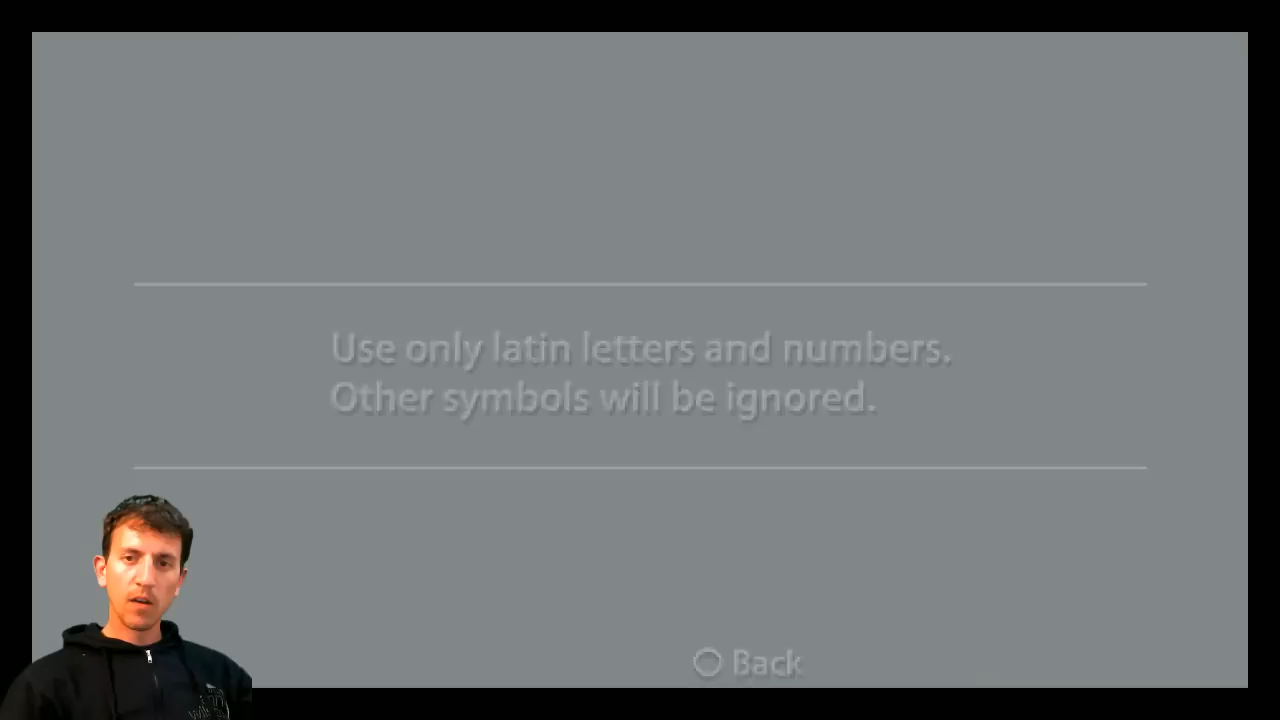 Use only latin letters and numbers.
Other symbols will be ignored.
Back